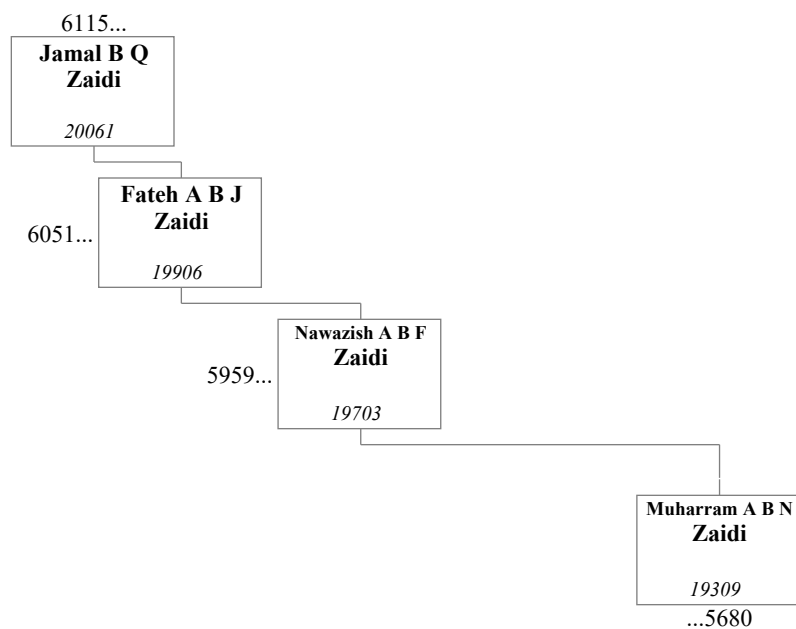 6115...
Jamal B Q
Zaidi
20061
Fateh A B J
Zaidi
6051...
19906
Nawazish A B F
Zaidi
5959...
19703
Muharram A B N
Zaidi
19309
...5680